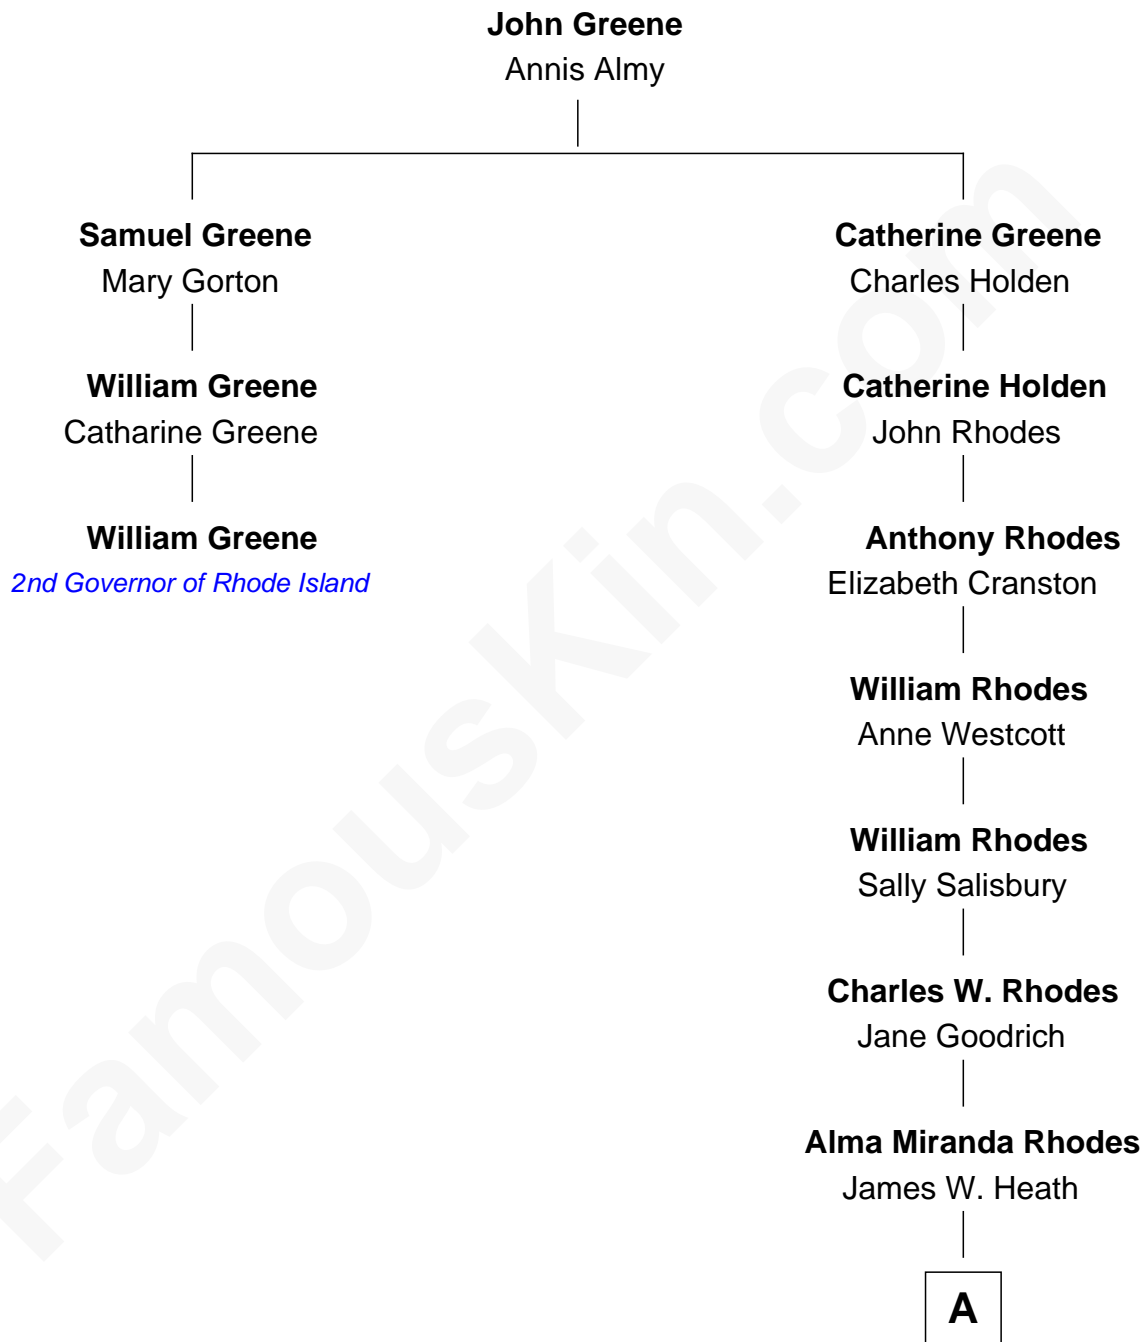 John Greene
Annis Almy
Samuel Greene
Mary Gorton
Catherine Greene
Charles Holden
William Greene
Catharine Greene
Catherine Holden
John Rhodes
William Greene
2nd Governor of Rhode Island
Anthony Rhodes
Elizabeth Cranston
William Rhodes
Anne Westcott
William Rhodes
Sally Salisbury
Charles W. Rhodes
Jane Goodrich
Alma Miranda Rhodes
James W. Heath
A
FamousKin.com